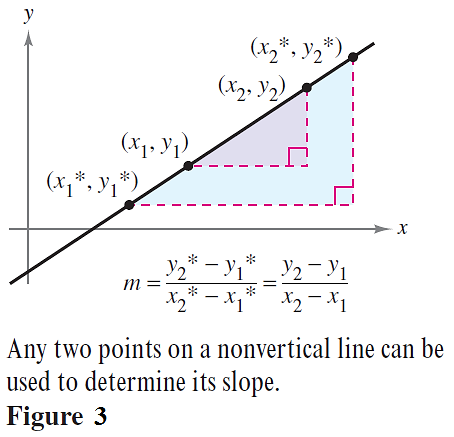 y
(x₂*, y₂*)
(x₂, y₂)
(x₁, y₁)
(x₁*, y₁*)
x
m = (y₂* − y₁*)/(x₂* − x₁*) = (y₂ − y₁)/(x₂ − x₁)
Any two points on a nonvertical line can be
used to determine its slope.
Figure 3